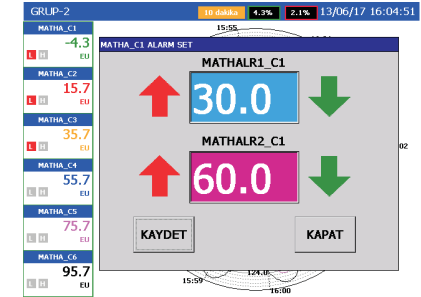 GRUP-2 10 dakika 4.3% 2.1% 13/06/17 16:04:51
MATHA_C1
-4.3
L H EU
MATHA_C2
15.7
L H EU
MATHA_C3
35.7
L H EU
MATHA_C4
55.7
L H EU
MATHA_C5
75.7
L H EU
MATHA_C6
95.7
L H EU
15:55
MATHA_C1 ALARM SET
MATHALR1_C1
30.0
MATHALR2_C1
60.0
KAYDET KAPAT
02
124.0
15:59
16:00